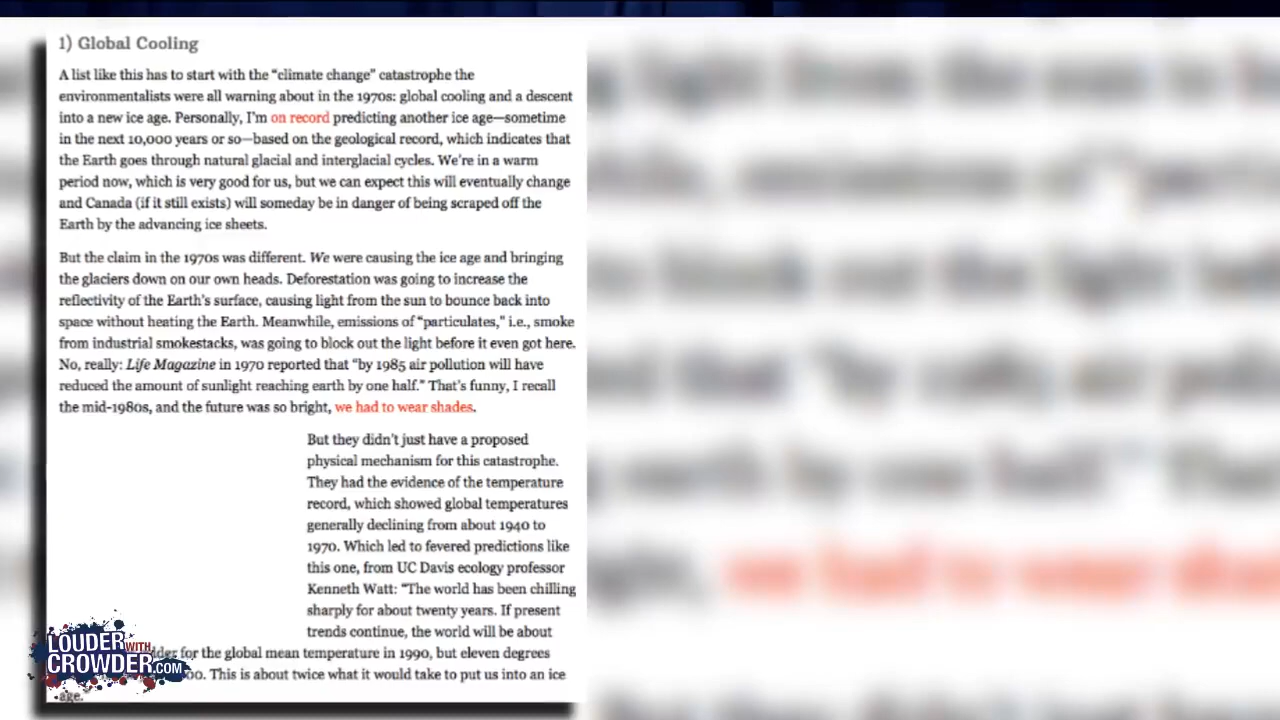 1) Global Cooling
A list like this has to start with the “climate change” catastrophe the
environmentalists were all warning about in the 1970s: global cooling and a descent
into a new ice age. Personally, I’m on record predicting another ice age—sometime
in the next 10,000 years or so—based on the geological record, which indicates that
the Earth goes through natural glacial and interglacial cycles. We’re in a warm
period now, which is very good for us, but we can expect this will eventually change
and Canada (if it still exists) will someday be in danger of being scraped off the
Earth by the advancing ice sheets.
But the claim in the 1970s was different. We were causing the ice age and bringing
the glaciers down on our own heads. Deforestation was going to increase the
reflectivity of the Earth’s surface, causing light from the sun to bounce back into
space without heating the Earth. Meanwhile, emissions of “particulates,” i.e., smoke
from industrial smokestacks, was going to block out the light before it even got here.
No, really: Life Magazine in 1970 reported that “by 1985 air pollution will have
reduced the amount of sunlight reaching earth by one half.” That’s funny, I recall
the mid-1980s, and the future was so bright, we had to wear shades.
But they didn’t just have a proposed
physical mechanism for this catastrophe.
They had the evidence of the temperature
record, which showed global temperatures
generally declining from about 1940 to
1970. Which led to fevered predictions like
this one, from UC Davis ecology professor
Kenneth Watt: “The world has been chilling
sharply for about twenty years. If present
trends continue, the world will be about
for the global mean temperature in 1990, but eleven degrees
This is about twice what it would take to put us into an ice
age.
LOUDER WITH
CROWDER.COM